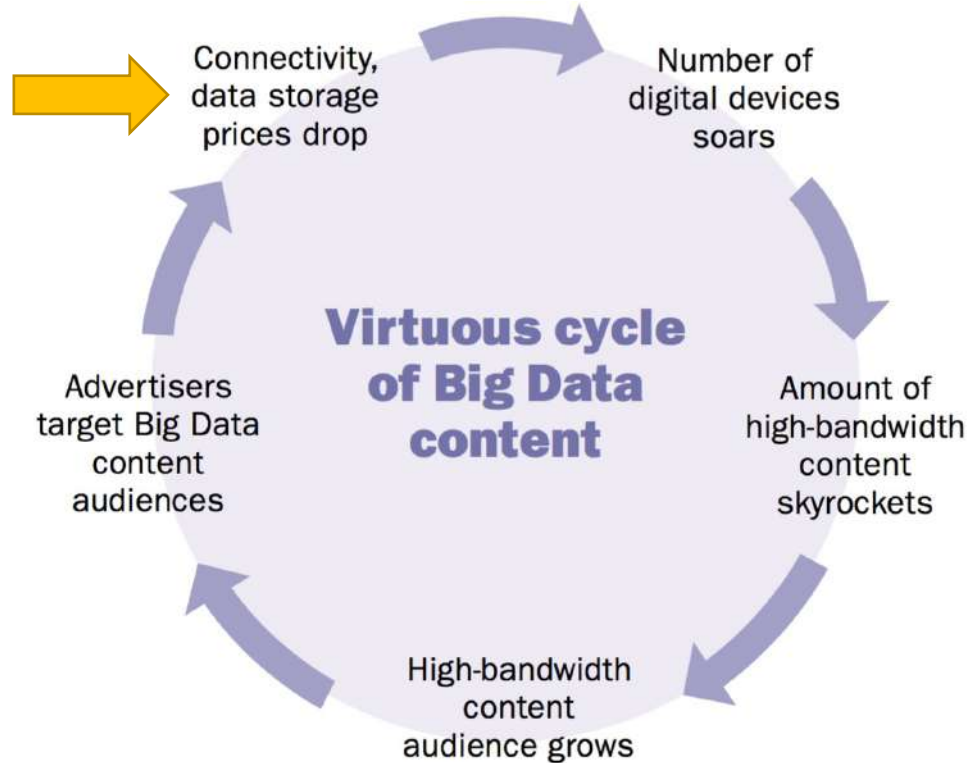 Connectivity,
data storage
prices drop
Number of
digital devices
soars
Virtuous cycle
of Big Data
content
Amount of
high-bandwidth
content
skyrockets
High-bandwidth
content
audience grows
Advertisers
target Big Data
content
audiences